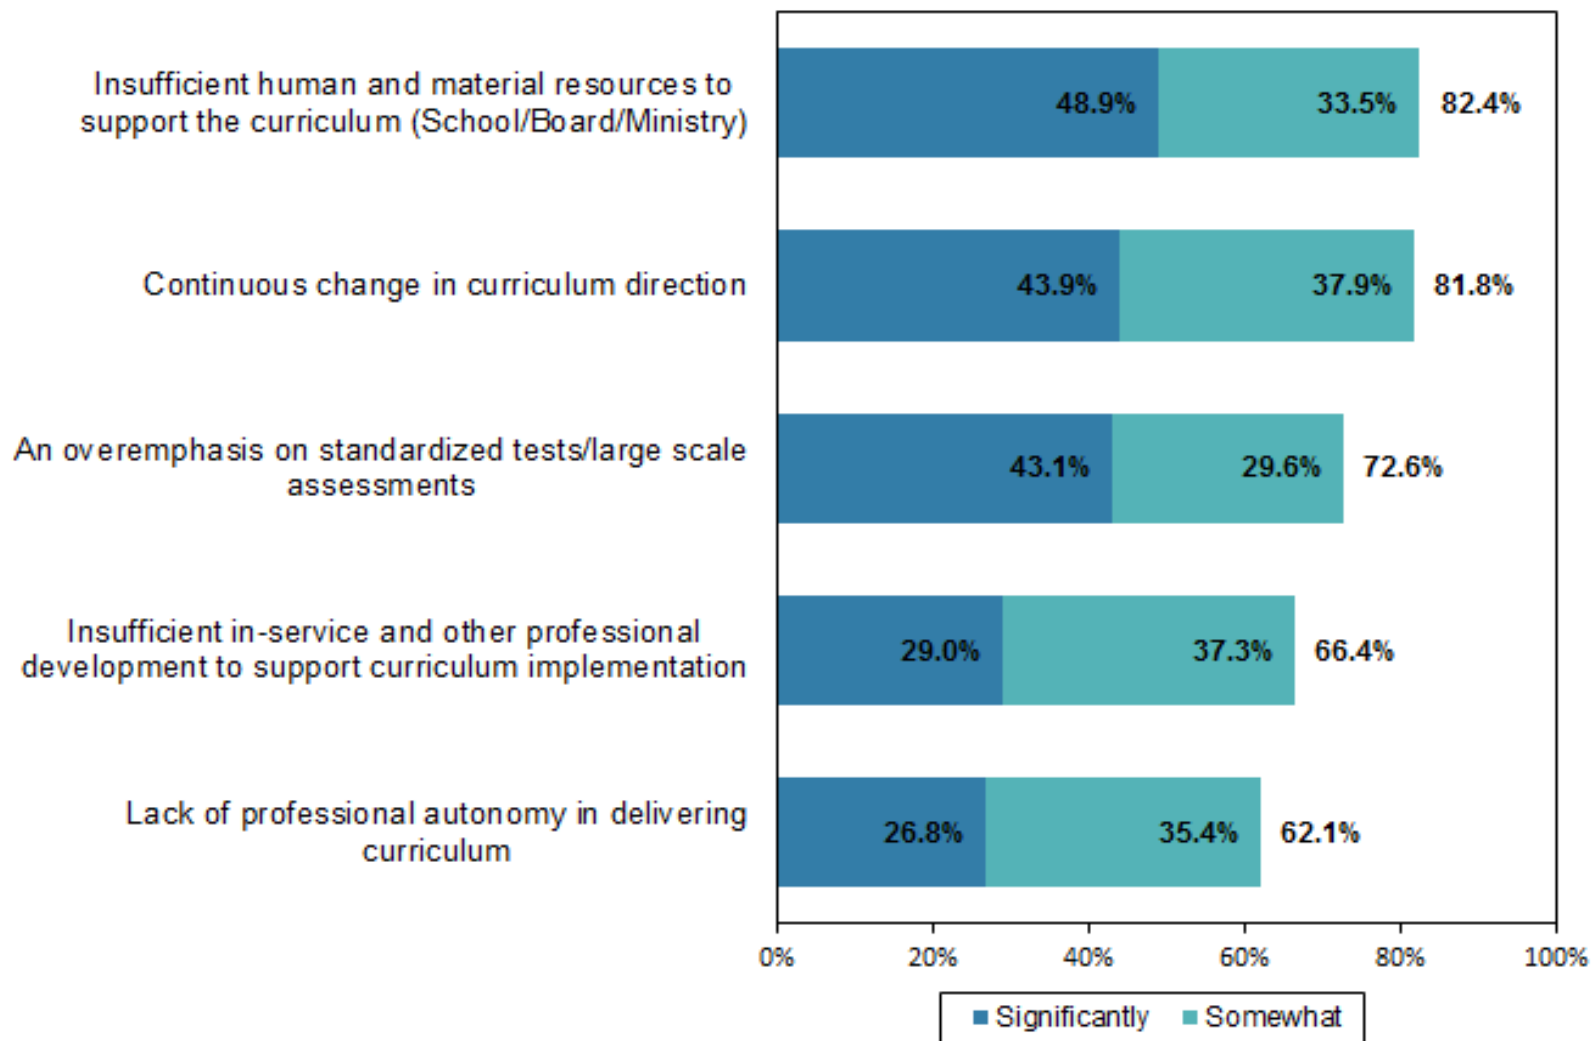 Insufficient human and material resources to
support the curriculum (School/Board/Ministry)
48.9% 33.5% 82.4%
Continuous change in curriculum direction
43.9% 37.9% 81.8%
An overemphasis on standardized tests/large scale
assessments
43.1% 29.6% 72.6%
Insufficient in-service and other professional
development to support curriculum implementation
29.0% 37.3% 66.4%
Lack of professional autonomy in delivering
curriculum
26.8% 35.4% 62.1%
0% 20% 40% 60% 80% 100%
Significantly Somewhat